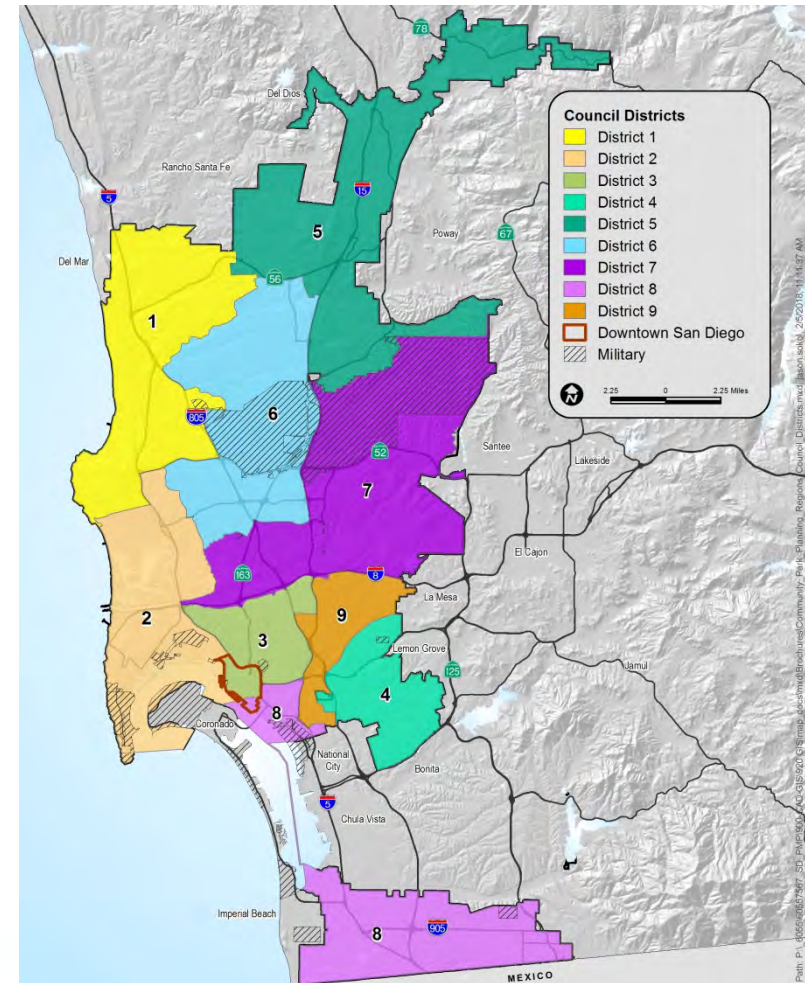 78
Del Dios
Council Districts
District 1
District 2
District 3
District 4
District 5
District 6
District 7
District 8
District 9
Downtown San Diego
Military
N
2.25 0 2.25 Miles
Rancho Santa Fe
5
15
5
Poway
67
Del Mar
56
1
6
805
52
Santee
Lakeside
7
El Cajon
163
8
La Mesa
2
9
3
Lemon Grove
125
Jamul
4
8
Coronado
National
City
Bonita
5
Chula Vista
Imperial Beach
905
8
MEXICO